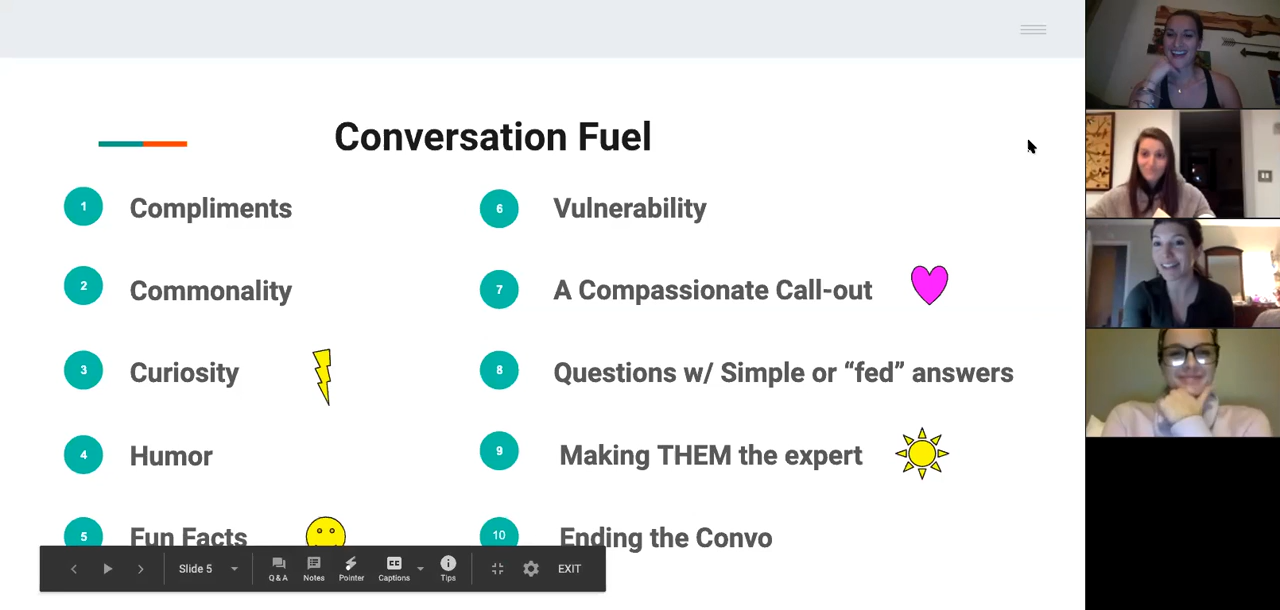 Conversation Fuel
1 Compliments
2 Commonality
3 Curiosity
4 Humor
5 Fun Facts
6 Vulnerability
7 A Compassionate Call-out
8 Questions w/ Simple or “fed” answers
9 Making THEM the expert
10 Ending the Convo
Slide 5 Q&A Notes Pointer CC Captions Tips EXIT